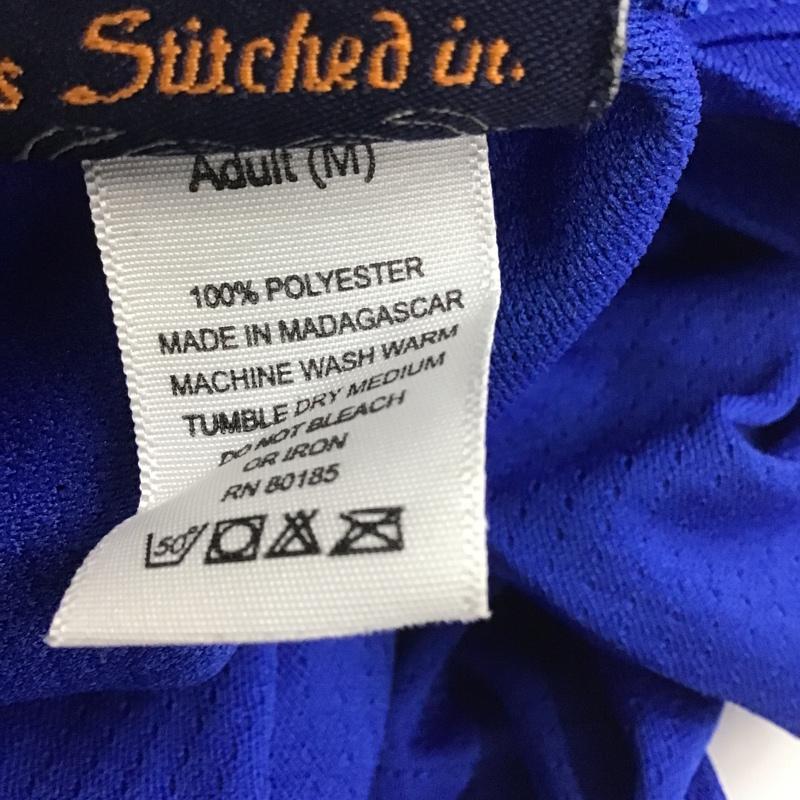 s Stitched in.
Adult (M)
100% POLYESTER
MADE IN MADAGASCAR
MACHINE WASH WARM
TUMBLE DRY MEDIUM
DO NOT BLEACH
OR IRON
RN 80185
50°